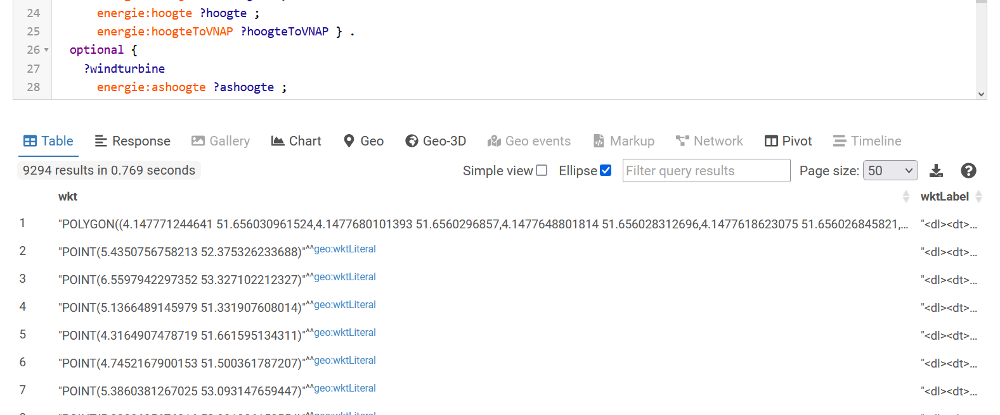 24 energie:hoogte ?hoogte ;
25 energie:hoogteToVNAP ?hoogteToVNAP } .
26 optional {
27 ?windturbine
28 energie:ashoogte ?ashoogte ;
Table Response Gallery Chart Geo Geo-3D Geo events Markup Network Pivot Timeline
9294 results in 0.769 seconds Simple view Ellipse Filter query results Page size: 50
wkt wktLabel
1 "POLYGON((4.147771244641 51.656030961524,4.1477680101393 51.6560296857,4.1477648801814 51.656028312696,4.1477618623075 51.656026845821,... "<dl><dt>...
2 "POINT(5.4350756758213 52.375326233688)"^^geo:wktLiteral "<dl><dt>...
3 "POINT(6.5597942297352 53.327102212327)"^^geo:wktLiteral "<dl><dt>...
4 "POINT(5.1366489145979 51.331907608014)"^^geo:wktLiteral "<dl><dt>...
5 "POINT(4.3164907478719 51.661595134311)"^^geo:wktLiteral "<dl><dt>...
6 "POINT(4.7452167900153 51.500361787207)"^^geo:wktLiteral "<dl><dt>...
7 "POINT(5.3860381267025 53.093147659447)"^^geo:wktLiteral "<dl><dt>...